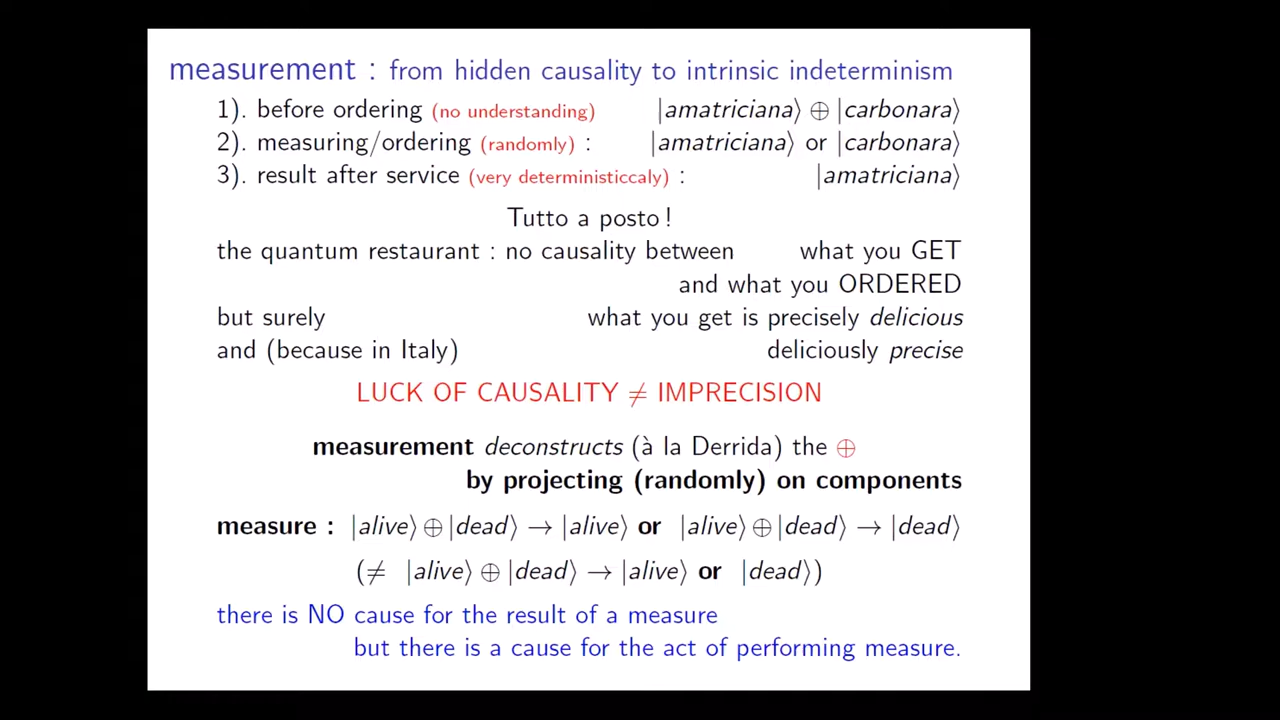 measurement : from hidden causality to intrinsic indeterminism
1). before ordering (no understanding) |amatriciana⟩ ⊕ |carbonara⟩
2). measuring/ordering (randomly) : |amatriciana⟩ or |carbonara⟩
3). result after service (very deterministiccaly) : |amatriciana⟩
Tutto a posto !
the quantum restaurant : no causality between what you GET
and what you ORDERED
but surely what you get is precisely delicious
and (because in Italy) deliciously precise
LUCK OF CAUSALITY ≠ IMPRECISION
measurement deconstructs (à la Derrida) the ⊕
by projecting (randomly) on components
measure : |alive⟩ ⊕ |dead⟩ → |alive⟩ or |alive⟩ ⊕ |dead⟩ → |dead⟩
(≠ |alive⟩ ⊕ |dead⟩ → |alive⟩ or |dead⟩)
there is NO cause for the result of a measure
but there is a cause for the act of performing measure.